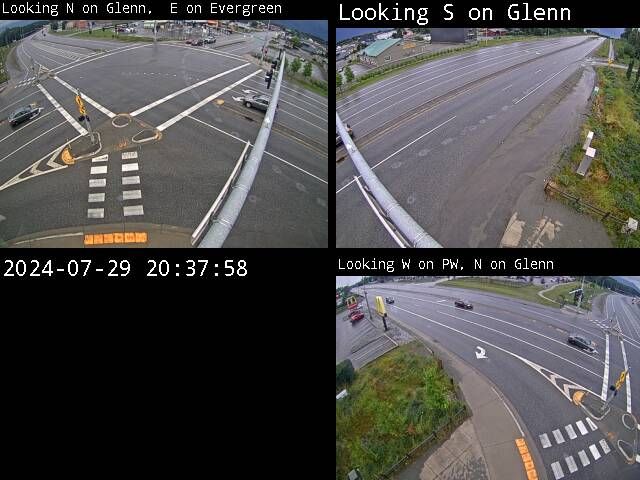 Looking N on Glenn, E on Evergreen
Looking S on Glenn
2024-07-29 20:37:58
Looking W on PW, N on Glenn